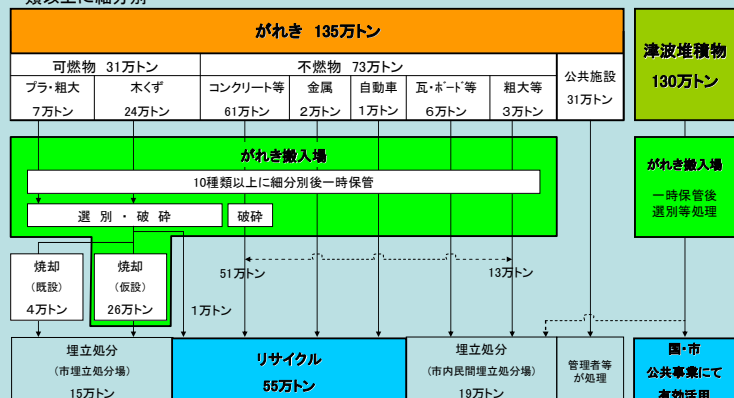 類以上に細分別
がれき 135万トン
津波堆積物
130万トン
可燃物 31万トン
不燃物 73万トン
公共施設
31万トン
プラ・粗大
7万トン
木くず
24万トン
コンクリート等
61万トン
金属
2万トン
自動車
1万トン
瓦・ボード等
6万トン
粗大等
3万トン
がれき搬入場
10種類以上に細分別後一時保管
選別・破砕
破砕
がれき搬入場
一時保管後
選別等処理
焼却
(既設)
4万トン
焼却
(仮設)
26万トン
1万トン
51万トン
13万トン
埋立処分
(市埋立処分場)
15万トン
リサイクル
55万トン
埋立処分
(市内民間埋立処分場)
19万トン
管理者等
が処理
国・市
公共事業にて
有効活用